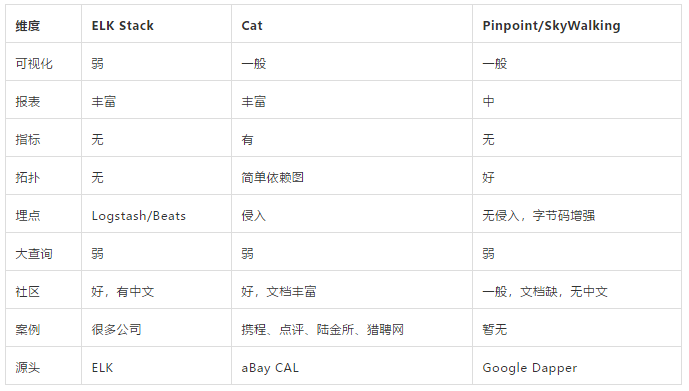 维度 ELK Stack Cat Pinpoint/SkyWalking
可视化 弱 一般 一般
报表 丰富 丰富 中
指标 无 有 无
拓扑 无 简单依赖图 好
埋点 Logstash/Beats 侵入 无侵入，字节码增强
大查询 弱 弱 弱
社区 好，有中文 好，文档丰富 一般，文档缺，无中文
案例 很多公司 携程、点评、陆金所、猎聘网 暂无
源头 ELK aBay CAL Google Dapper